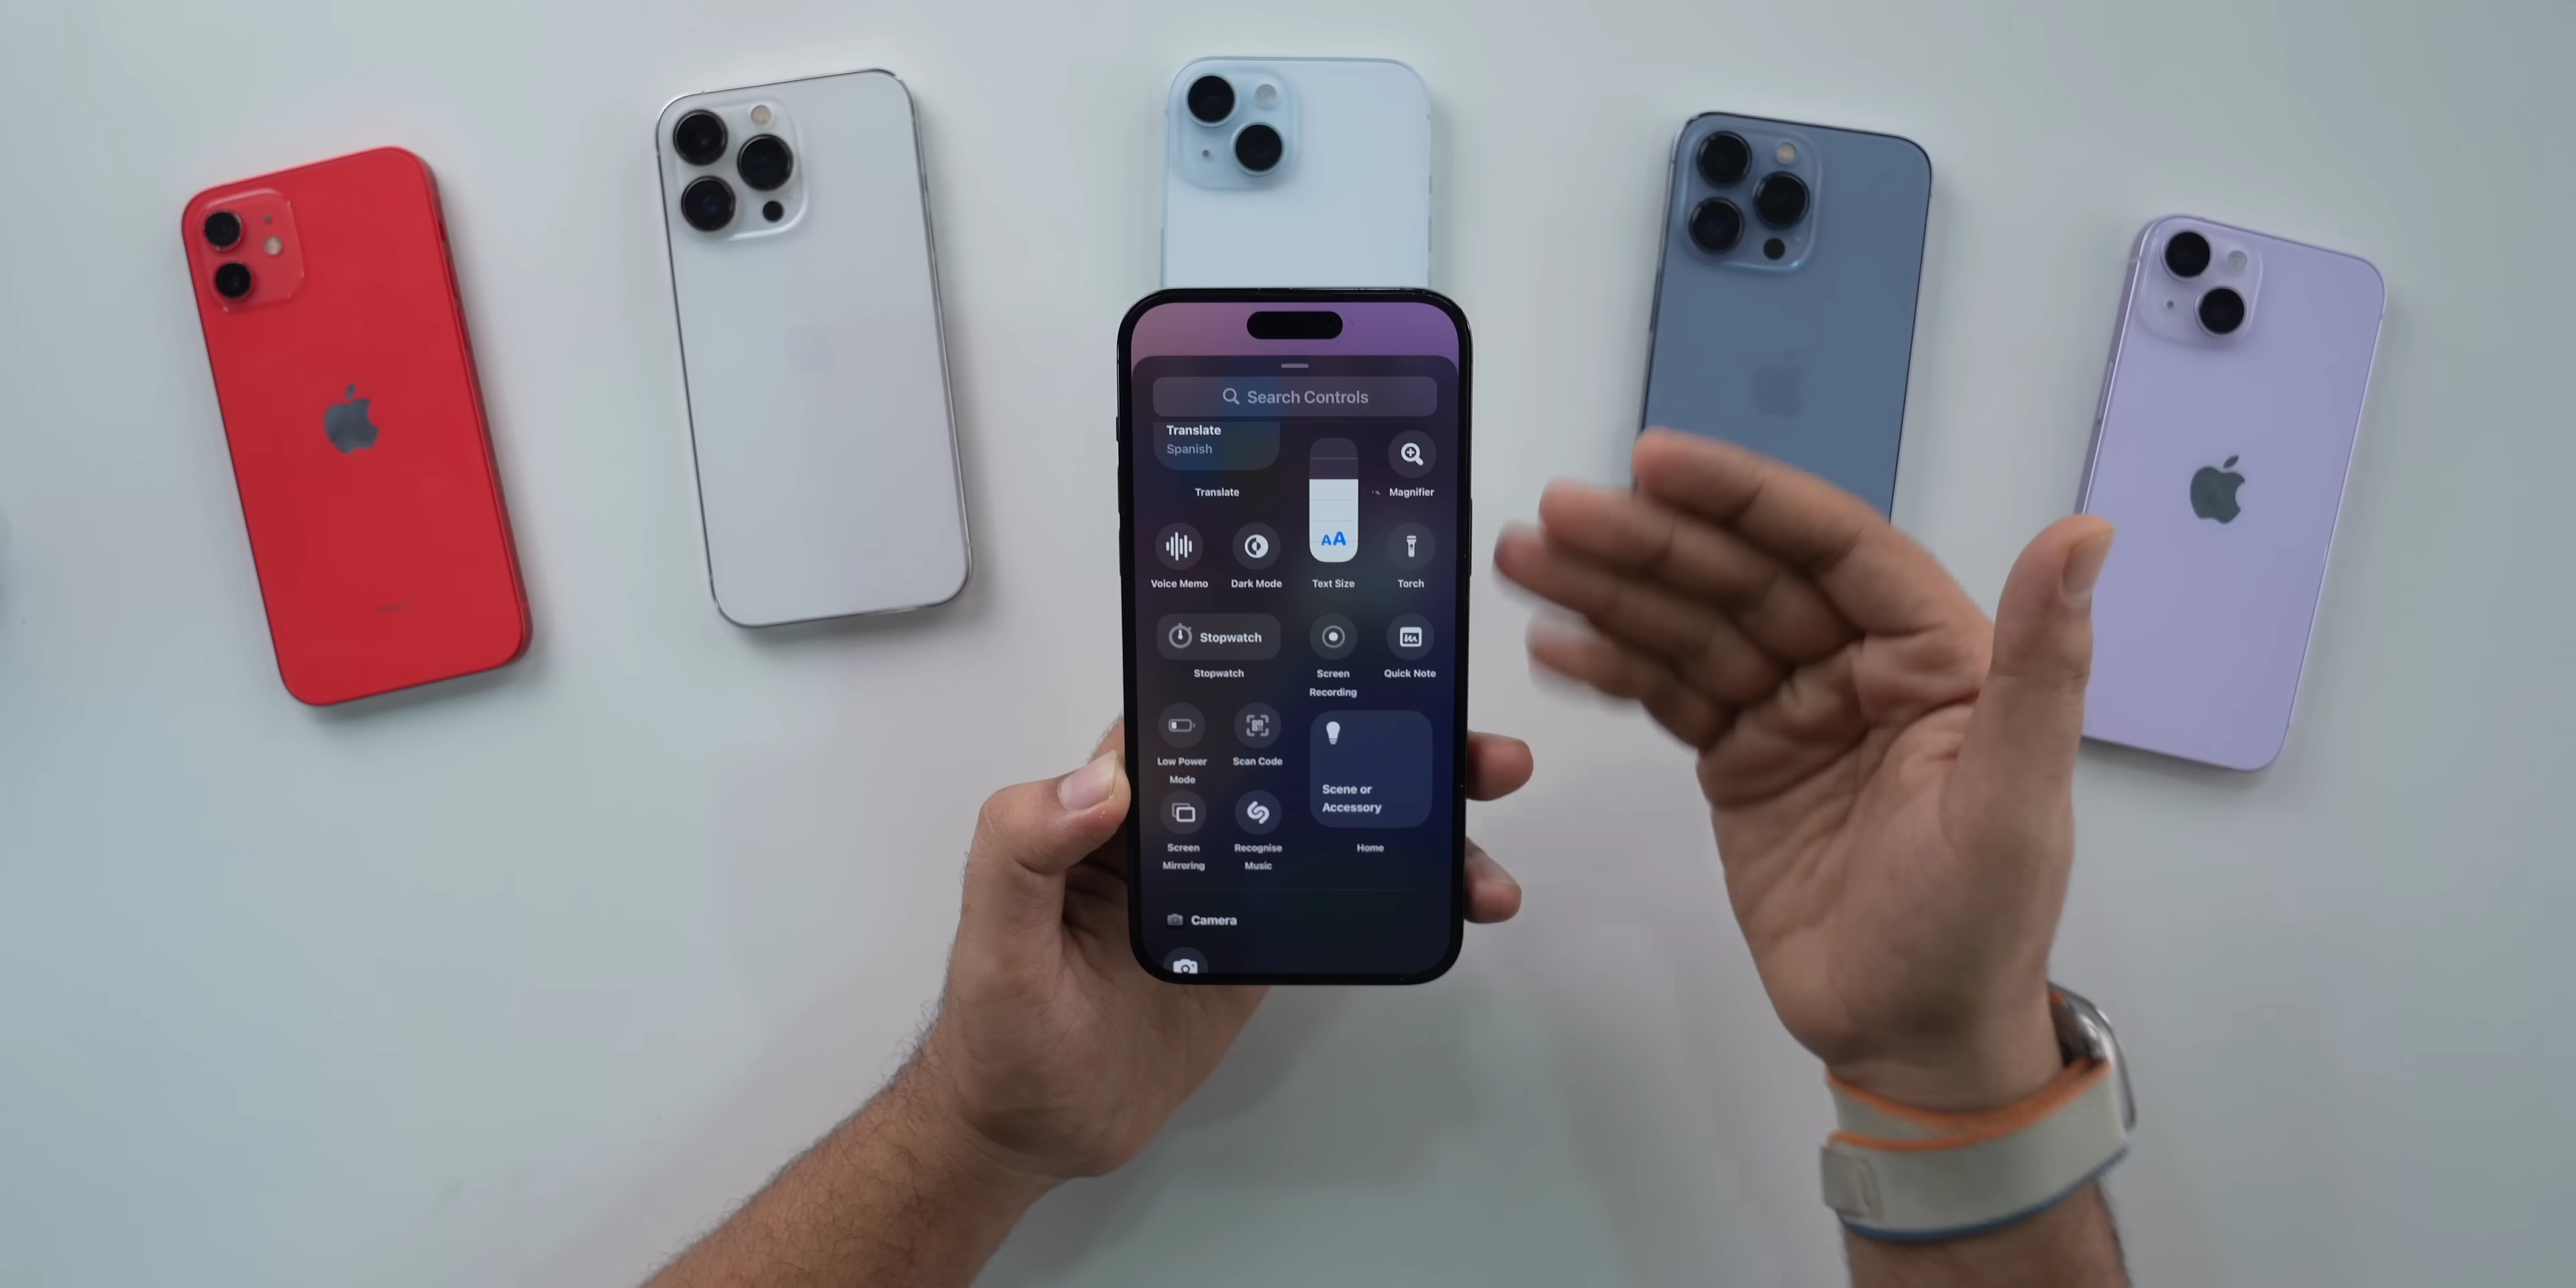 Search Controls
Translate
Spanish
Translate
Magnifier
AA
Voice Memo
Dark Mode
Text Size
Torch
Stopwatch
Stopwatch
Screen
Recording
Quick Note
Low Power
Mode
Scan Code
Scene or
Accessory
Screen
Mirroring
Recognise
Music
Home
Camera